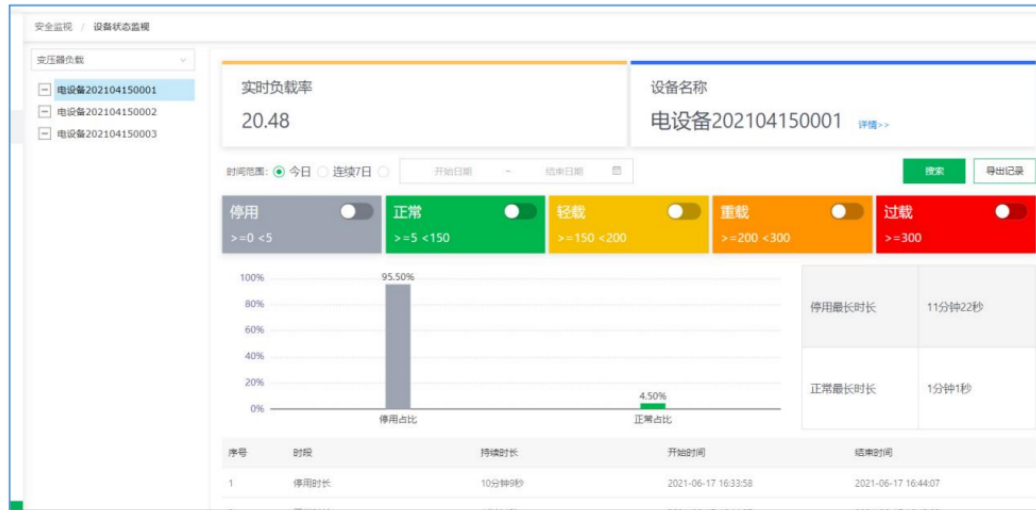 安全监视 / 设备状态监视
变压器负载
电设备202104150001
电设备202104150002
电设备202104150003
实时负载率
20.48
设备名称
电设备202104150001 详情>>
时间范围: 今日 连续7日 开始日期 - 结束日期 搜索 导出记录
停用 正常 轻载 重载 过载
>=0 <5 >=5 <150 >=150 <200 >=200 <300 >=300
100%
80%
60%
40%
20%
0%
95.50%
4.50%
停用占比 正常占比
停用最长时长 11分钟22秒
正常最长时长 1分钟1秒
序号 时段 持续时长 开始时间 结束时间
1 停用时长 10分钟9秒 2021-06-17 16:33:58 2021-06-17 16:44:07